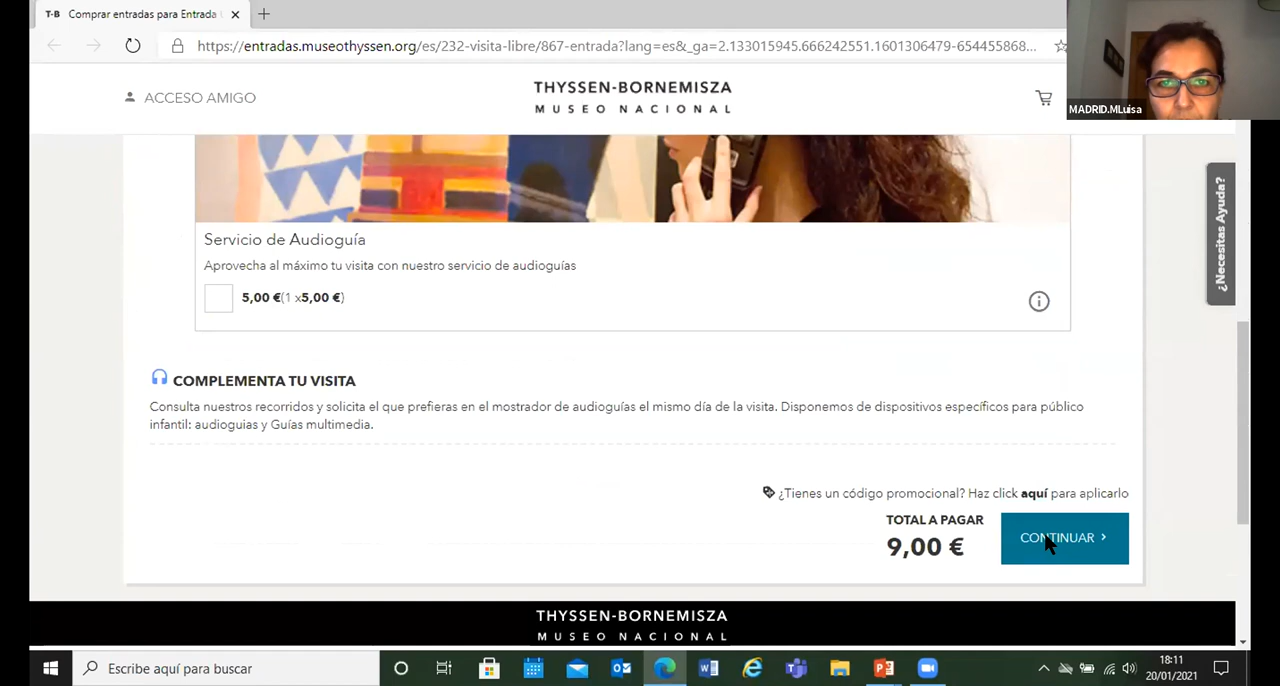 T-B Comprar entradas para Entrada
https://entradas.museothyssen.org/es/232-visita-libre/867-entrada?lang=es&_ga=2.133015945.666242551.1601306479-654455868...
ACCESO AMIGO
THYSSEN-BORNEMISZA
MUSEO NACIONAL
MADRID.MLuisa
¿Necesitas Ayuda?
Servicio de Audioguía
Aprovecha al máximo tu visita con nuestro servicio de audioguías
5,00 €(1 x5,00 €)
COMPLEMENTA TU VISITA
Consulta nuestros recorridos y solicita el que prefieras en el mostrador de audioguías el mismo día de la visita. Disponemos de dispositivos específicos para público
infantil: audioguias y Guías multimedia.
¿Tienes un código promocional? Haz click aquí para aplicarlo
TOTAL A PAGAR
9,00 €
CONTINUAR
THYSSEN-BORNEMISZA
MUSEO NACIONAL
Escribe aquí para buscar
18:11
20/01/2021